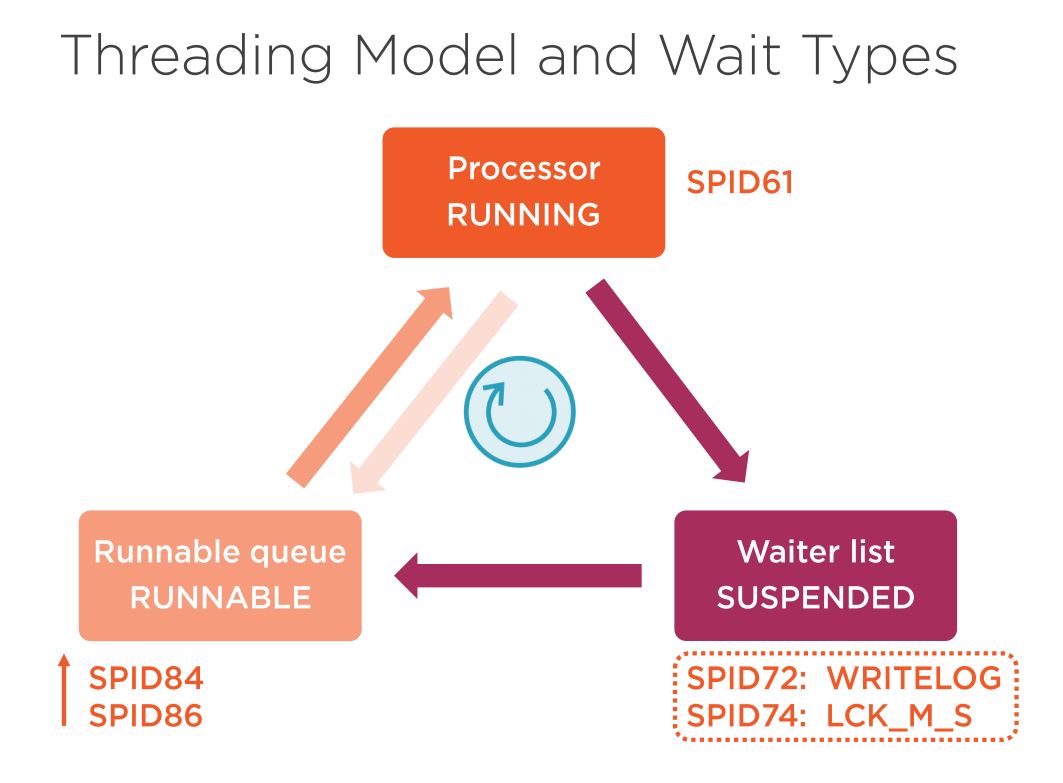 Threading Model and Wait Types
Processor
RUNNING
SPID61
Runnable queue
RUNNABLE
Waiter list
SUSPENDED
SPID84
SPID86
SPID72: WRITELOG
SPID74: LCK_M_S